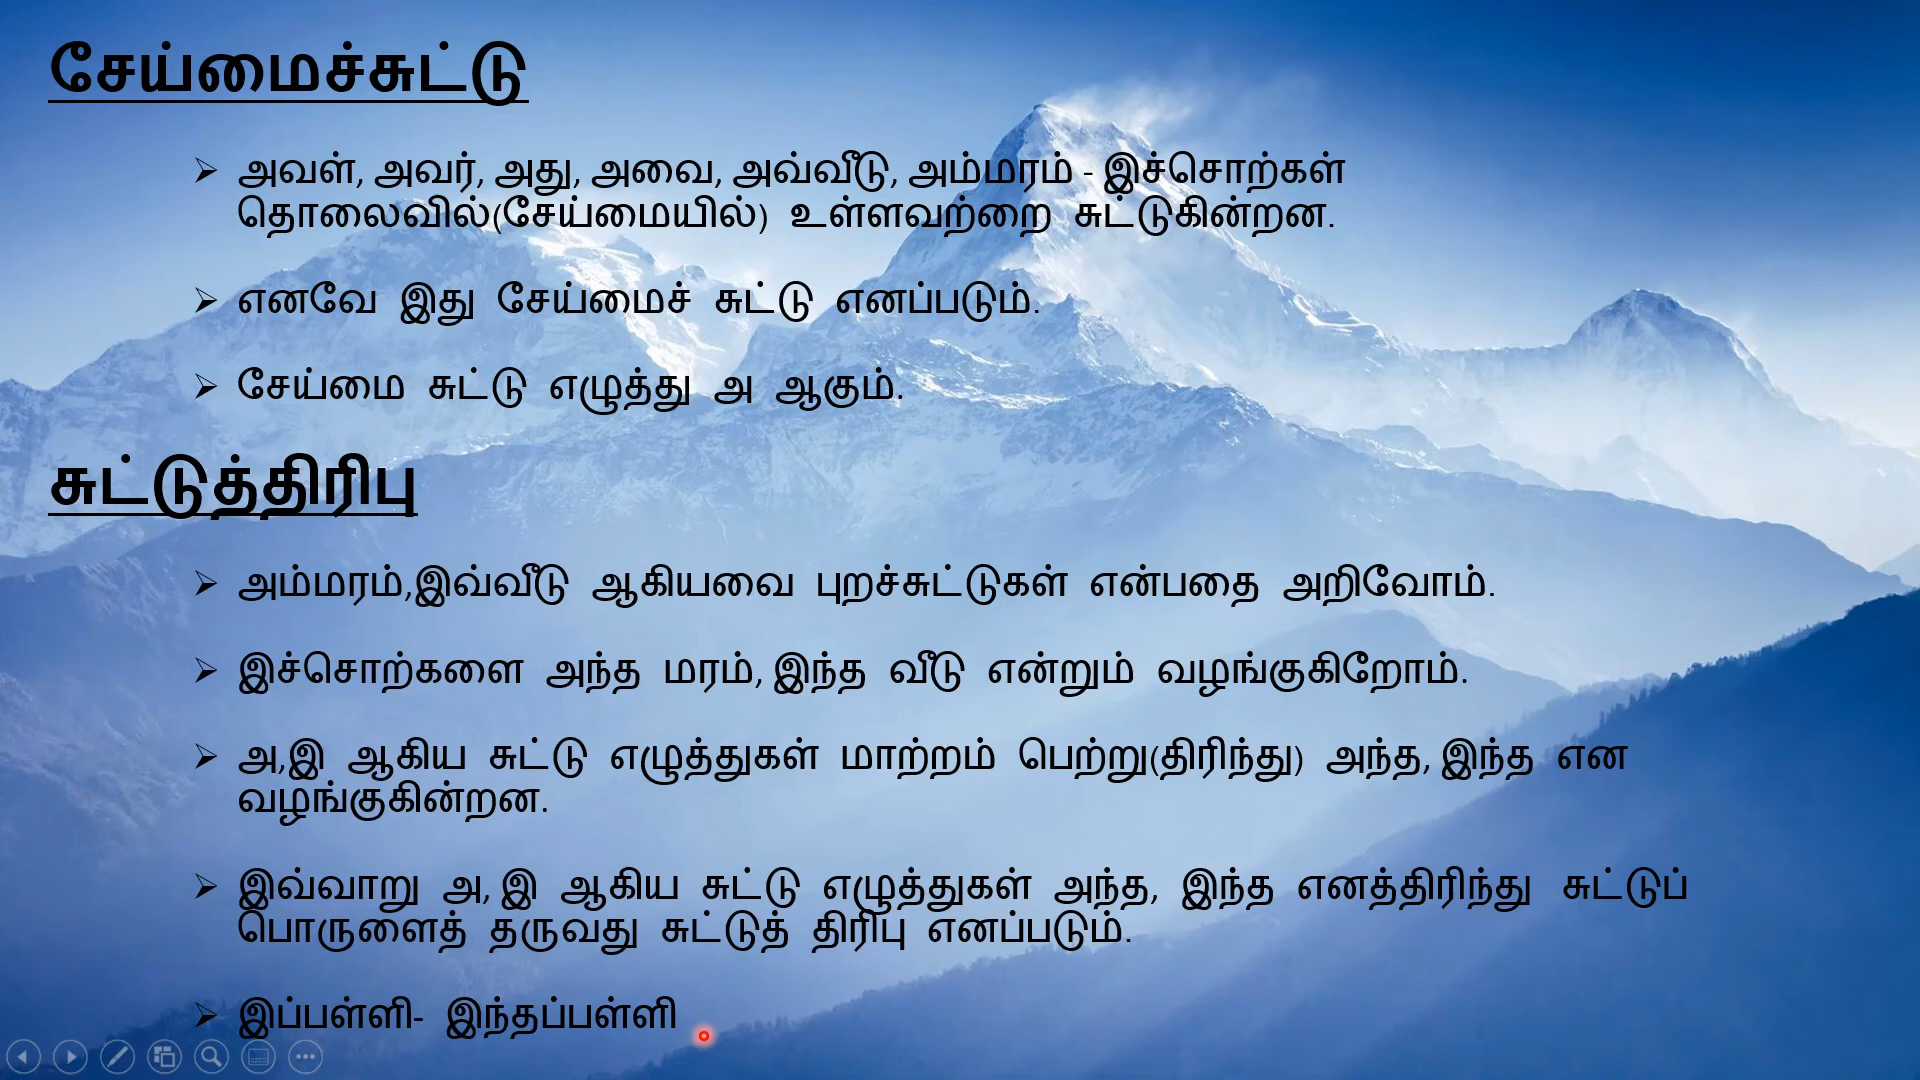 சேய்மைச்சுட்டு
➢ அவள், அவர், அது, அவை, அவ்வீடு, அம்மரம் - இச்சொற்கள்
தொலைவில்(சேய்மையில்) உள்ளவற்றை சுட்டுகின்றன.
➢ எனவே இது சேய்மைச் சுட்டு எனப்படும்.
➢ சேய்மை சுட்டு எழுத்து அ ஆகும்.
சுட்டுத்திரிபு
➢ அம்மரம்,இவ்வீடு ஆகியவை புறச்சுட்டுகள் என்பதை அறிவோம்.
➢ இச்சொற்களை அந்த மரம், இந்த வீடு என்றும் வழங்குகிறோம்.
➢ அ,இ ஆகிய சுட்டு எழுத்துகள் மாற்றம் பெற்று(திரிந்து) அந்த, இந்த என
வழங்குகின்றன.
➢ இவ்வாறு அ, இ ஆகிய சுட்டு எழுத்துகள் அந்த, இந்த எனத்திரிந்து சுட்டுப்
பொருளைத் தருவது சுட்டுத் திரிபு எனப்படும்.
➢ இப்பள்ளி- இந்தப்பள்ளி